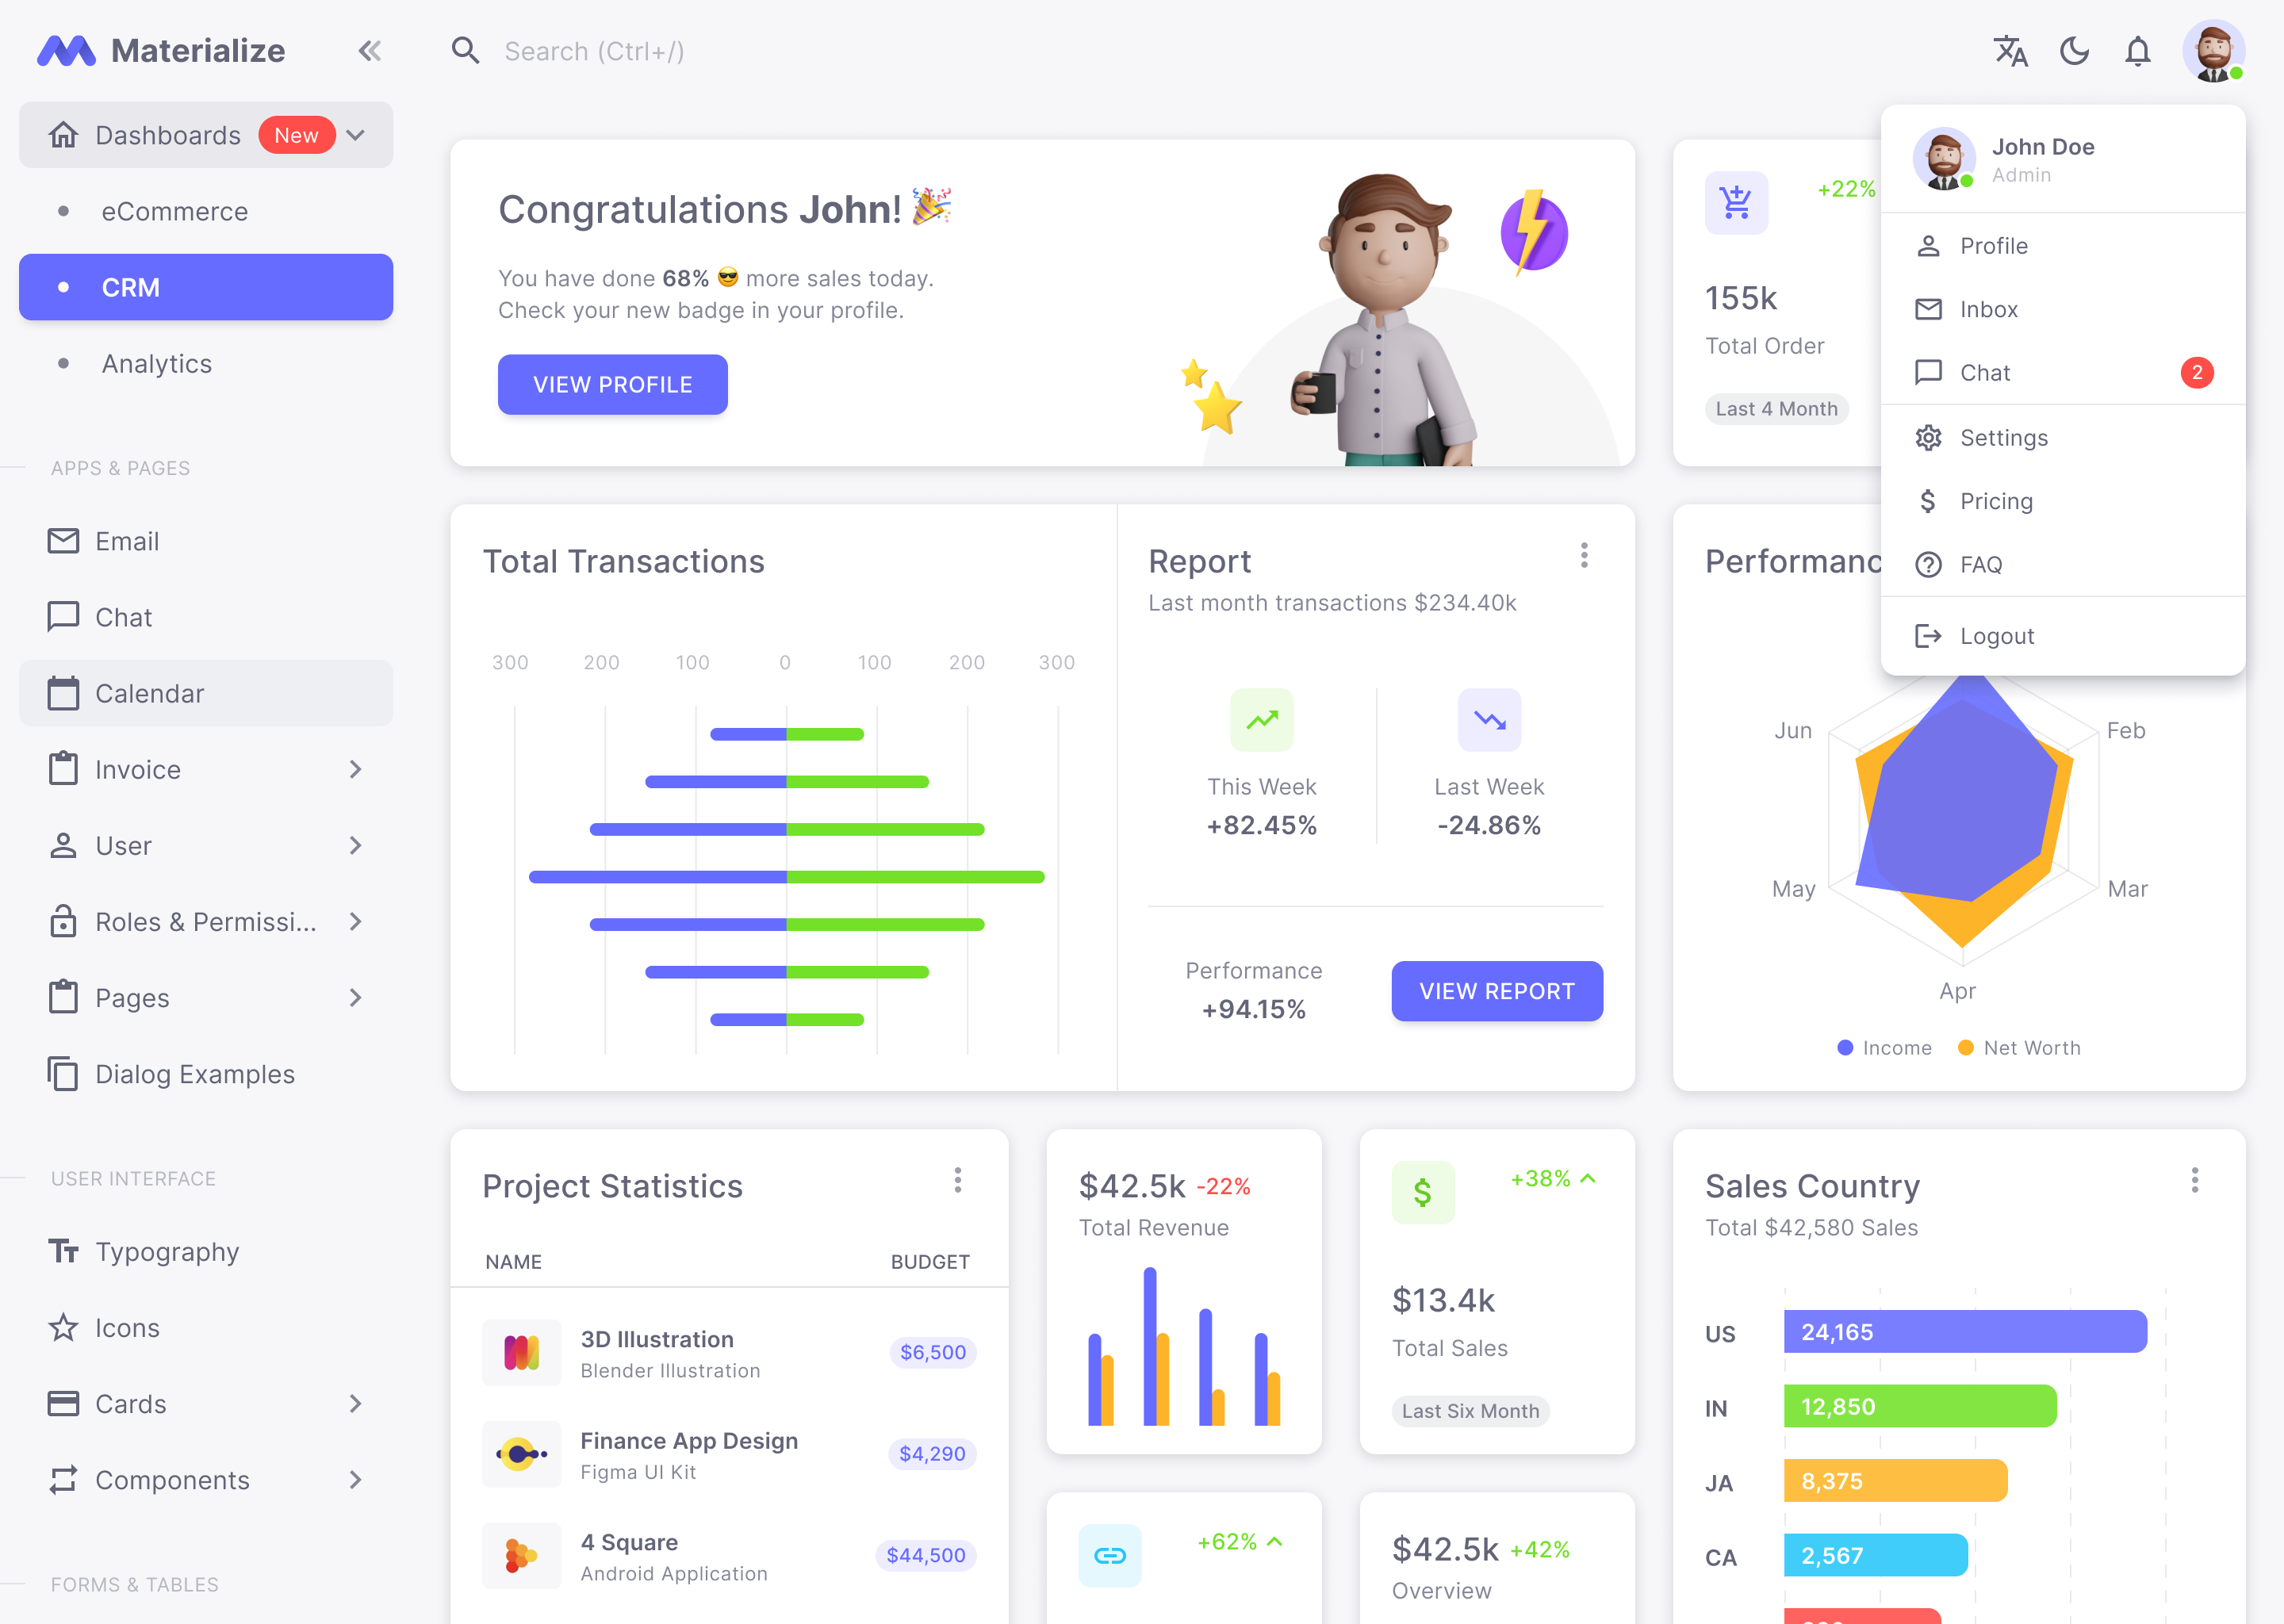 Materialize
Search (Ctrl+/)
Dashboards New
eCommerce
CRM
Analytics
APPS & PAGES
Email
Chat
Calendar
Invoice
User
Roles & Permissi...
Pages
Dialog Examples
USER INTERFACE
Typography
Icons
Cards
Components
FORMS & TABLES
Congratulations John!
You have done 68% 😎 more sales today.
Check your new badge in your profile.
VIEW PROFILE
+22%
155k
Total Order
Last 4 Month
John Doe
Admin
Profile
Inbox
Chat 2
Settings
Pricing
FAQ
Logout
Total Transactions
300 200 100 0 100 200 300
Report
Last month transactions $234.40k
This Week
+82.45%
Last Week
-24.86%
Performance
+94.15%
VIEW REPORT
Jun
Feb
May
Mar
Apr
Income Net Worth
Project Statistics
NAME BUDGET
3D Illustration
Blender Illustration
$6,500
Finance App Design
Figma UI Kit
$4,290
4 Square
Android Application
$44,500
$42.5k -22%
Total Revenue
+38%
$13.4k
Total Sales
Last Six Month
+62%
$42.5k +42%
Overview
Sales Country
Total $42,580 Sales
US 24,165
IN 12,850
JA 8,375
CA 2,567